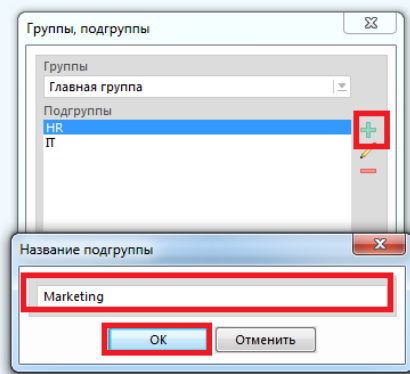 Группы, подгруппы
Группы
Главная группа
Подгруппы
HR
IT
Название подгруппы
Marketing
OK
Отменить